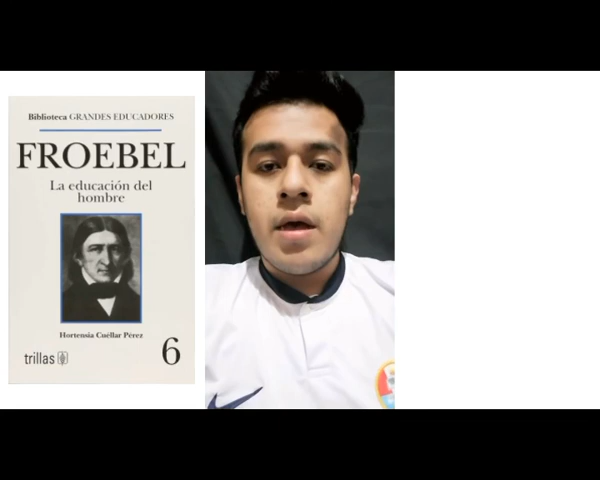 Biblioteca GRANDES EDUCADORES
FROEBEL
La educación del
hombre
Hortensia Cuéllar Pérez
trillas
6